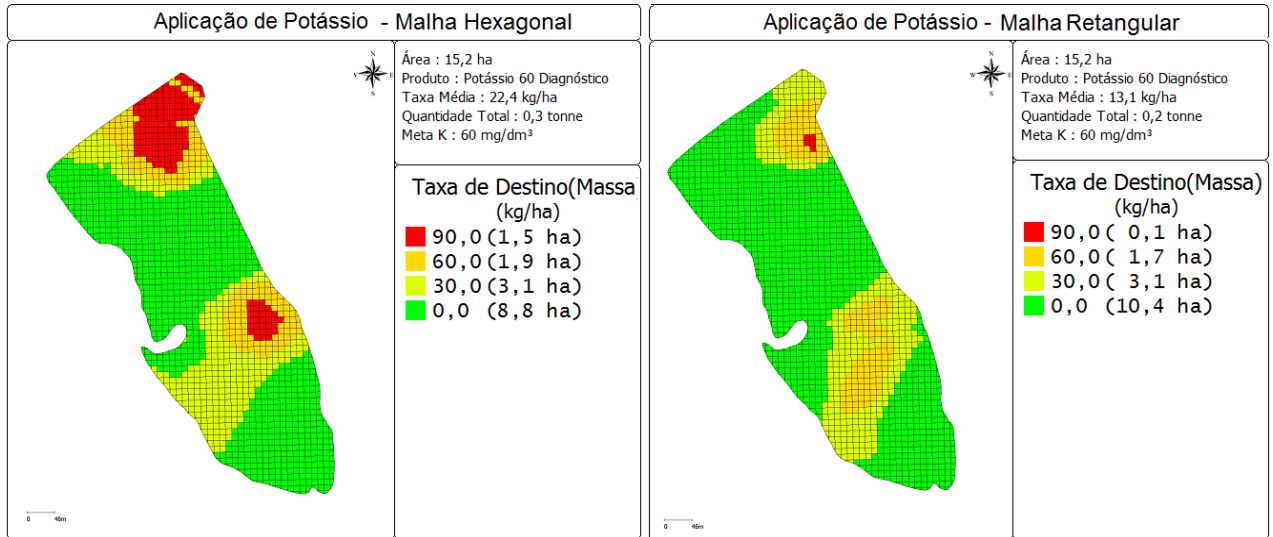 Aplicação de Potássio - Malha Hexagonal
N
V
E
S
Área : 15,2 ha
Produto : Potássio 60 Diagnóstico
Taxa Média : 22,4 kg/ha
Quantidade Total : 0,3 tonne
Meta K : 60 mg/dm³
Taxa de Destino(Massa
(kg/ha)
90,0(1,5 ha)
60,0(1,9 ha)
30,0(3,1 ha)
0,0 (8,8 ha)
0 46m
Aplicação de Potássio - Malha Retangular
N
E
S
Área : 15,2 ha
Produto : Potássio 60 Diagnóstico
Taxa Média : 13,1 kg/ha
Quantidade Total : 0,2 tonne
Meta K : 60 mg/dm³
Taxa de Destino(Massa)
(kg/ha)
90,0( 0,1 ha)
60,0( 1,7 ha)
30,0( 3,1 ha)
0,0 (10,4 ha)
0 46m